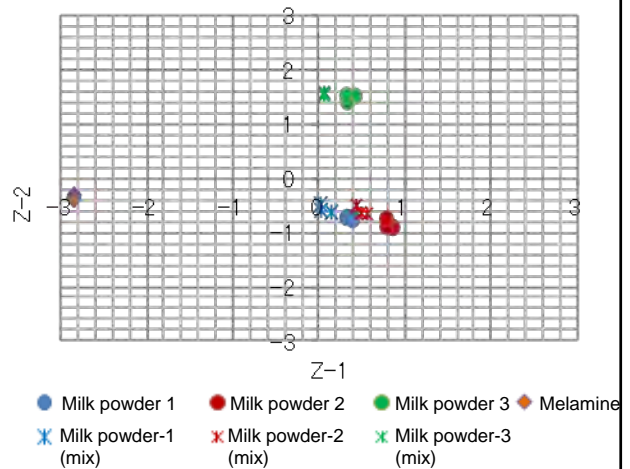 3
2
1
0
-3 -2 -1 0 1 2 3
-1
-2
-3
Z-2
Z-1
Milk powder 1 Milk powder 2 Milk powder 3 Melamine
Milk powder-1 (mix) Milk powder-2 (mix) Milk powder-3 (mix)